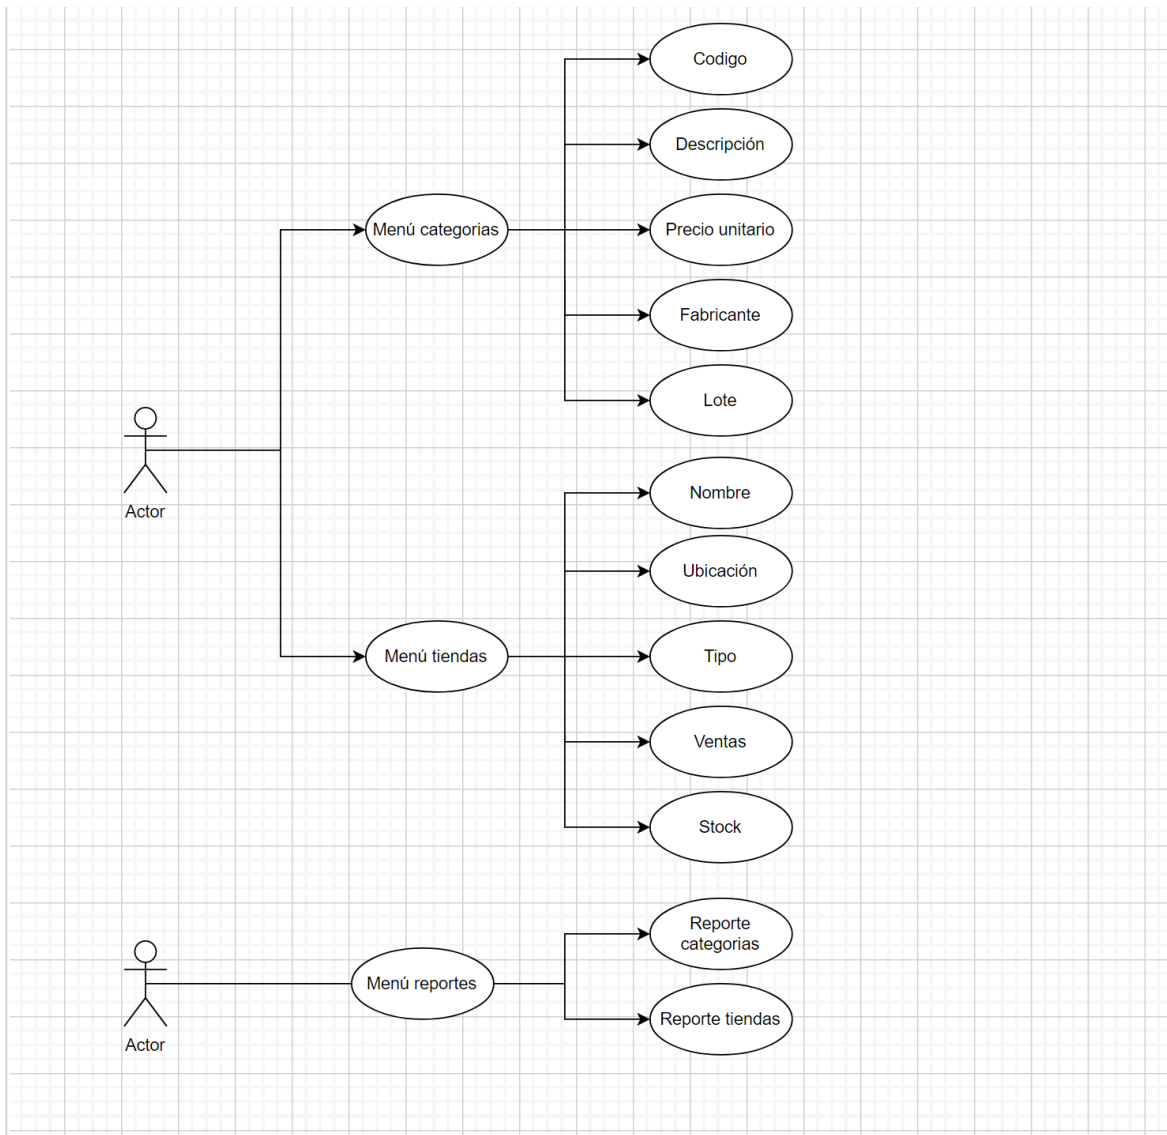 Codigo
Descripción
Menú categorias
Precio unitario
Fabricante
Lote
Actor
Nombre
Ubicación
Menú tiendas
Tipo
Ventas
Stock
Reporte
categorias
Menú reportes
Reporte tiendas
Actor